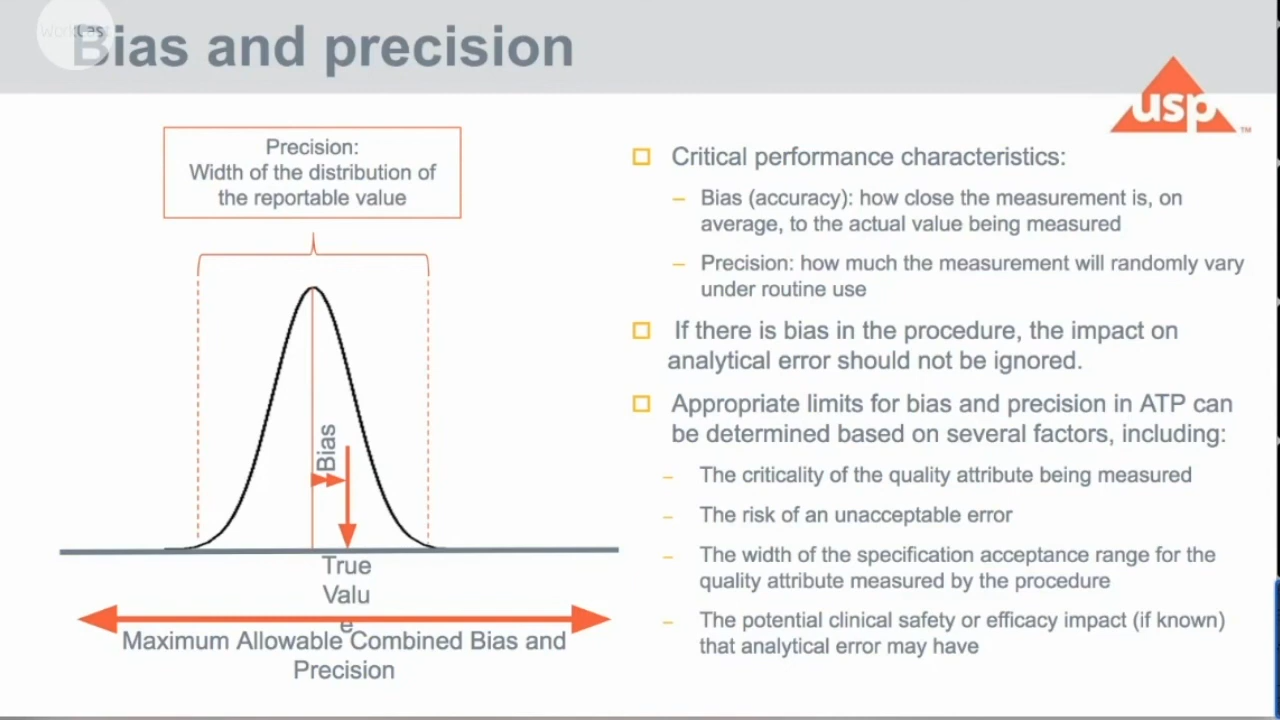 Bias and precision
usp
TM
Precision:
Width of the distribution of
the reportable value
Bias
True
Valu
e
Maximum Allowable Combined Bias and
Precision
Critical performance characteristics:
– Bias (accuracy): how close the measurement is, on
average, to the actual value being measured
– Precision: how much the measurement will randomly vary
under routine use
If there is bias in the procedure, the impact on
analytical error should not be ignored.
Appropriate limits for bias and precision in ATP can
be determined based on several factors, including:
– The criticality of the quality attribute being measured
– The risk of an unacceptable error
– The width of the specification acceptance range for the
quality attribute measured by the procedure
– The potential clinical safety or efficacy impact (if known)
that analytical error may have